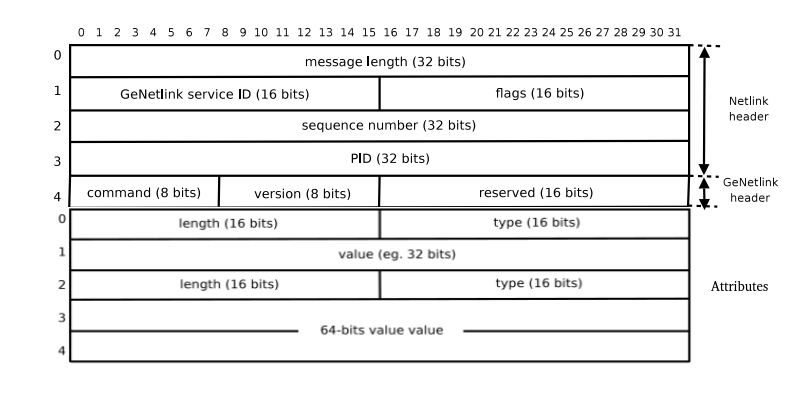 0 1 2 3 4 5 6 7 8 9 10 11 12 13 14 15 16 17 18 19 20 21 22 23 24 25 26 27 28 29 30 31
0 message length (32 bits)
1 GeNetlink service ID (16 bits) flags (16 bits)
Netlink
header
2 sequence number (32 bits)
3 PID (32 bits)
4 command (8 bits) version (8 bits) reserved (16 bits)
GeNetlink
header
0 length (16 bits) type (16 bits)
1 value (eg. 32 bits)
2 length (16 bits) type (16 bits)
Attributes
3
64-bits value value
4